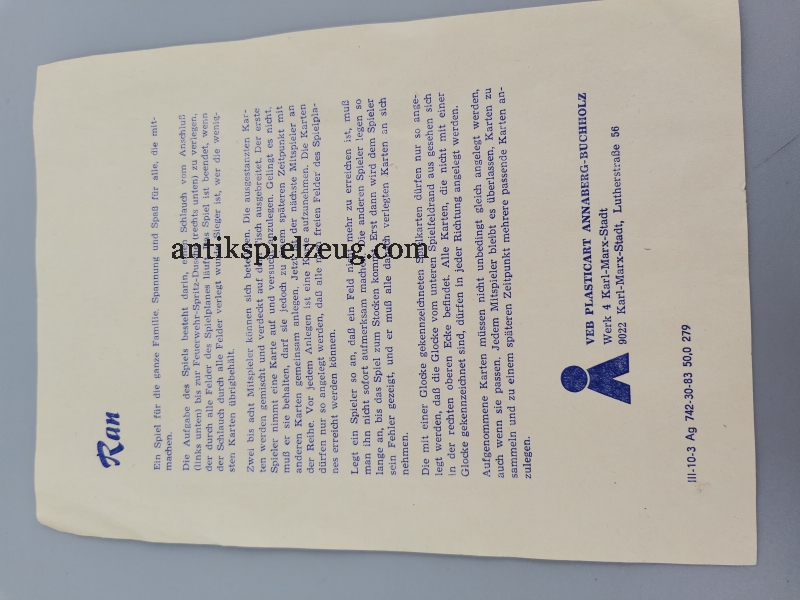 Ran
Ein Spiel für die ganze Familie, Spannung und Spaß für alle, die mit-
machen.
Die Aufgabe des Spiels besteht darin, einen Schlauch vom Anschluß
(links unten) bis zur Feuerwehr-Spritz-Düse (rechts unten) zu verlegen,
der durch alle Felder des Spielplanes läuft. Das Spiel ist beendet, wenn
der Schlauch durch alle Felder verlegt wurde. Sieger ist, wer die wenig-
sten Karten übrigbehält.
Zwei bis acht Mitspieler können sich beteiligen. Die ausgestanzten Kar-
ten werden gemischt und verdeckt auf dem Tisch ausgebreitet. Der erste
Spieler nimmt eine Karte auf und versucht anzulegen. Gelingt es nicht,
muß er sie behalten, darf sie jedoch zu einem späteren Zeitpunkt mit
anderen Karten gemeinsam anlegen. Jetzt ist der nächste Mitspieler an
der Reihe. Vor jedem Anlegen ist eine Karte aufzunehmen. Die Karten
dürfen nur so angelegt werden, daß alle noch freien Felder des Spielpla-
nes erreicht werden können.
Legt ein Spieler so an, daß ein Feld nicht mehr zu erreichen ist, muß
man ihn nicht sofort aufmerksam machen. Die anderen Spieler legen so
lange an, bis das Spiel zum Stocken kommt. Erst dann wird dem Spieler
sein Fehler gezeigt, und er muß alle danach verlegten Karten an sich
nehmen.
Die mit einer Glocke gekennzeichneten Spielkarten dürfen nur so ange-
legt werden, daß die Glocke vom unteren Spielfeldrand aus gesehen sich
in der rechten oberen Ecke befindet. Alle Karten, die nicht mit einer
Glocke gekennzeichnet sind, dürfen in jeder Richtung angelegt werden.
Aufgenommene Karten müssen nicht unbedingt gleich angelegt werden,
auch wenn sie passen. Jedem Mitspieler bleibt es überlassen, Karten zu
sammeln und zu einem späteren Zeitpunkt mehrere passende Karten an-
zulegen.
VEB PLASTICART ANNABERG-BUCHHOLZ
Werk 4 Karl-Marx-Stadt
9022 Karl-Marx-Stadt, Lutherstraße 56
III-10-3 Ag 742-30-83 50,0 279
antikspielzeug.com